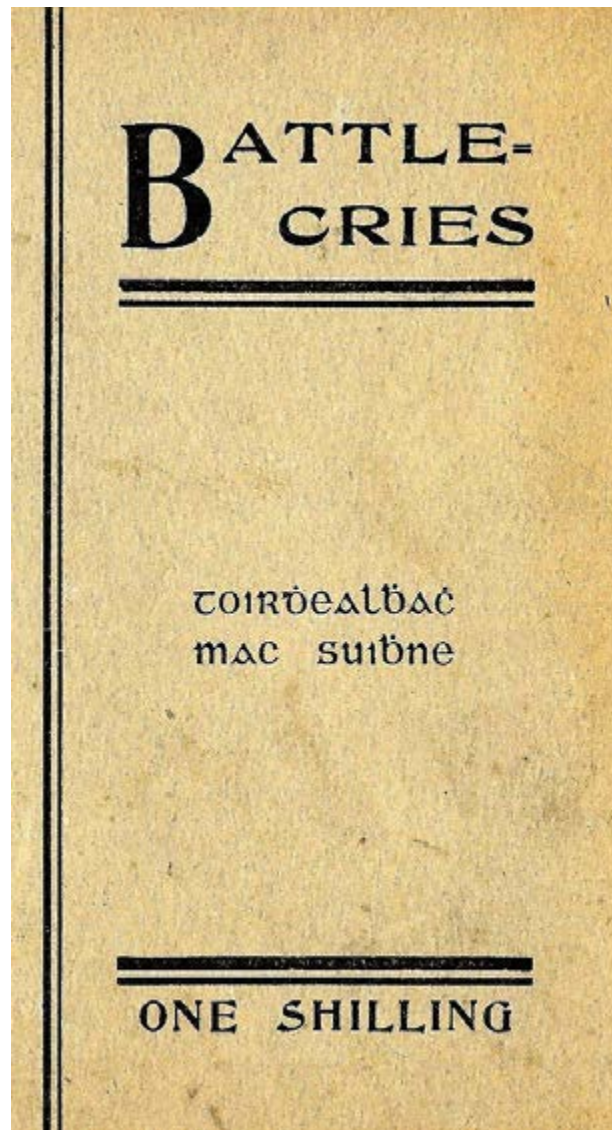 BATTLE-
CRIES
Toirḋealḃaċ
mac suiḃne
ONE SHILLING